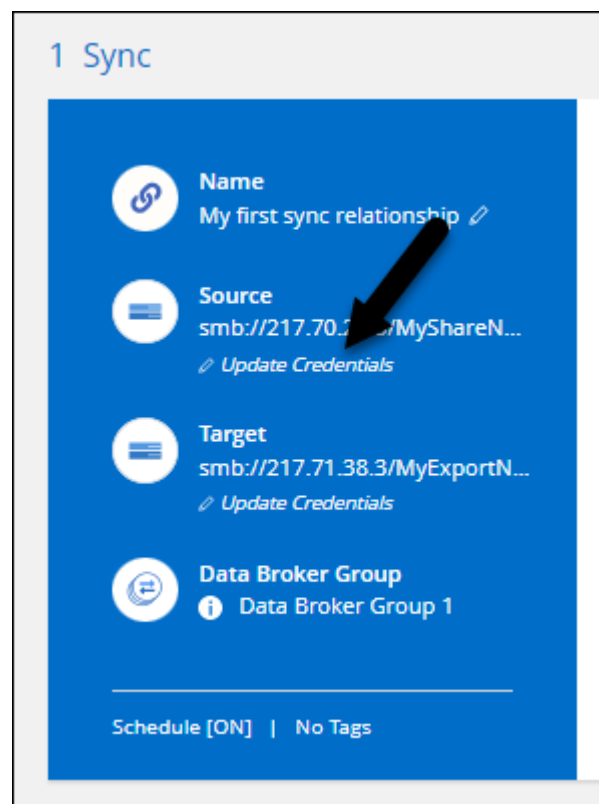 1 Sync
Name
My first sync relationship
Source
smb://217.70.2 3/MyShareN...
Update Credentials
Target
smb://217.71.38.3/MyExportN...
Update Credentials
Data Broker Group
Data Broker Group 1
Schedule [ON] | No Tags